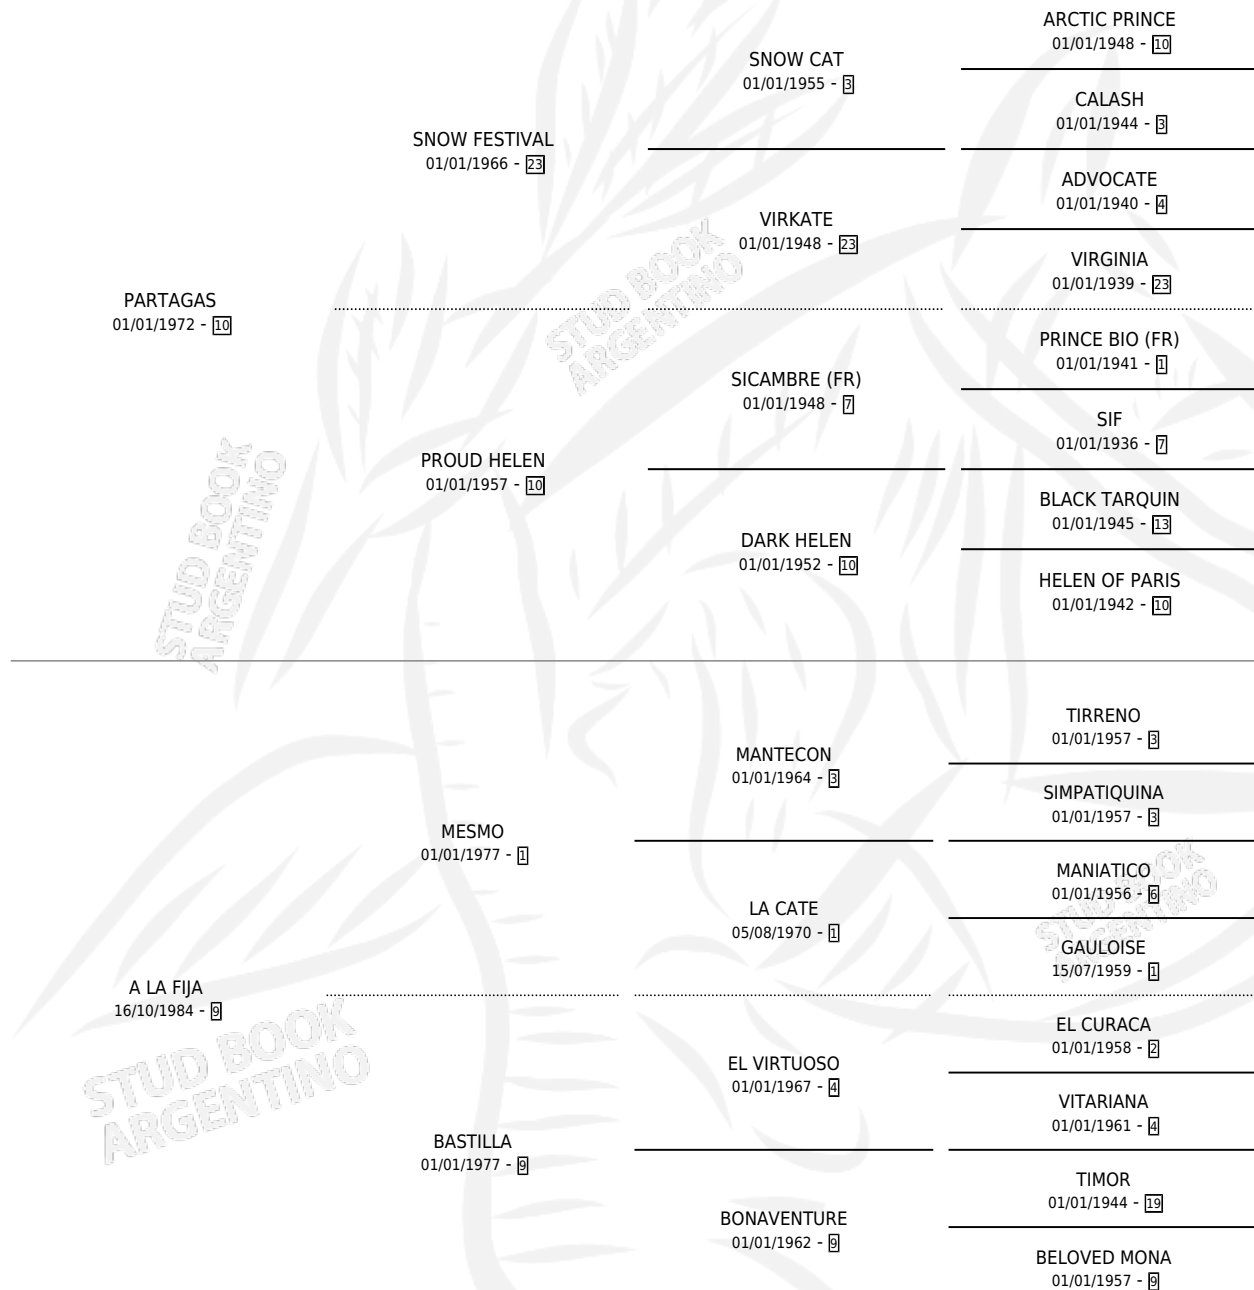 ARCTIC PRINCE
01/01/1948 - 10
SNOW CAT
01/01/1955 - 3
CALASH
01/01/1944 - 3
SNOW FESTIVAL
01/01/1966 - 23
ADVOCATE
01/01/1940 - 4
VIRKATE
01/01/1948 - 23
VIRGINIA
01/01/1939 - 23
PARTAGAS
01/01/1972 - 10
PRINCE BIO (FR)
01/01/1941 - 1
SICAMBRE (FR)
01/01/1948 - 7
SIF
01/01/1936 - 7
PROUD HELEN
01/01/1957 - 10
BLACK TARQUIN
01/01/1945 - 13
DARK HELEN
01/01/1952 - 10
HELEN OF PARIS
01/01/1942 - 10
TIRRENO
01/01/1957 - 3
MANTECON
01/01/1964 - 3
SIMPATIQUINA
01/01/1957 - 3
MESMO
01/01/1977 - 1
MANIATICO
01/01/1956 - 6
LA CATE
05/08/1970 - 1
GAULOISE
15/07/1959 - 1
A LA FIJA
16/10/1984 - 9
EL CURACA
01/01/1958 - 2
EL VIRTUOSO
01/01/1967 - 4
VITARIANA
01/01/1961 - 4
BASTILLA
01/01/1977 - 9
TIMOR
01/01/1944 - 19
BONAVENTURE
01/01/1962 - 9
BELOVED MONA
01/01/1957 - 9
STUD BOOK
ARGENTINO
STUD BOOK
ARGENTINO
STUD BOOK
ARGENTINO
STUD BOOK
ARGENTINO